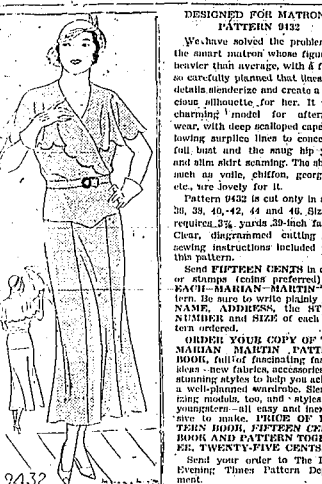 DESIGNED FOR MATRON
PATTERN 9432
We have solved the problem
the smart matron whose figu
heavier than average, with a f
so carefully planned that
details slenderize and create a
silhouette for her. It
charming model for after
wear, with deep scalloped cape
lowing surplice lines to conce
full bust and the snug hip
and slim skirt seaming. The
such as voile, chiffon, georg
etc., are lovely for it.
Pattern 9432 is cut only in
38, 40, 42, 44 and 46. Siz
requires yards 39-inch fa
Clear, diagrammed cutting
sewing instructions included
this pattern.
Send FIFTEEN CENTS in c
or stamps (coins preferred)
EACH MARIAN MARTIN
tern. Be sure to write plainly
NAME, ADDRESS, the ST
NUMBER and SIZE of each
tern ordered.
ORDER YOUR COPY OF
MARIAN MARTIN PATT
BOOK, full of fascinating fa
ideas—new fabrics, accessories
stunning styles to help you ac
a well-planned wardrobe. Sle
izing models, too, and styles
youngsters—all easy and inex
sive to make. PRICE OF
TERN BOOK, FIFTEEN CE
BOOK AND PATTERN TOG
ER, TWENTY-FIVE CENTS
Send your order to The
Evening Times Pattern De
ment.
9432